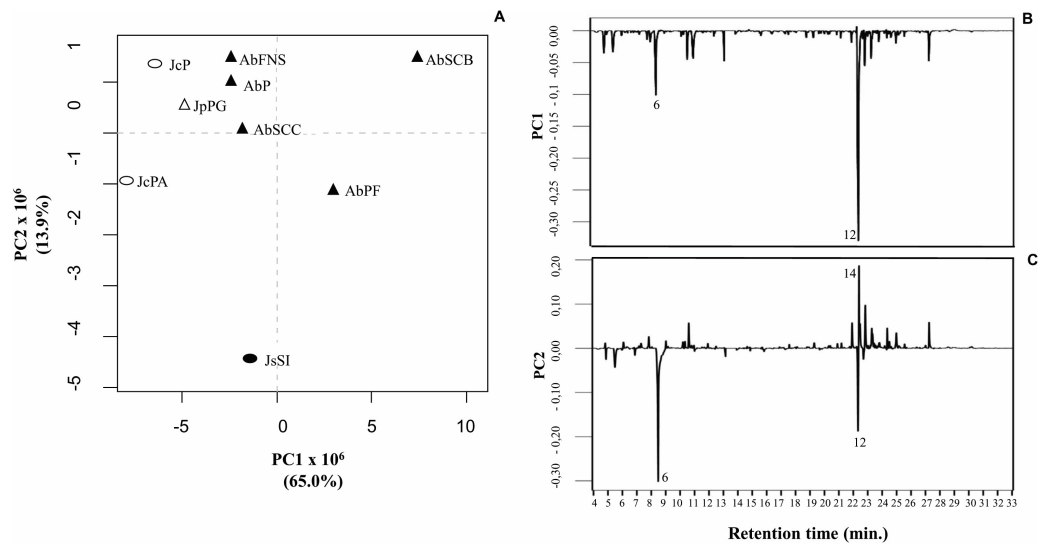 A
1
0
-1
-2
-3
-4
-5
PC2 x 10⁶
(13.9%)
JcP
AbFNS
AbSCB
AbP
JpPG
AbSCC
JcPA
AbPF
JsSI
-5
0
5
10
PC1 x 10⁶
(65.0%)
B
0,00
-0,05
-0,1
-0,15
-0,20
-0,25
-0,30
PC1
6
12
C
0,20
0,10
0,00
-0,10
-0,20
-0,30
PC2
14
12
6
4 5 6 7 8 9 10 11 12 13 14 15 16 17 18 19 20 21 22 23 24 25 26 27 28 29 30 31 32 33
Retention time (min.)